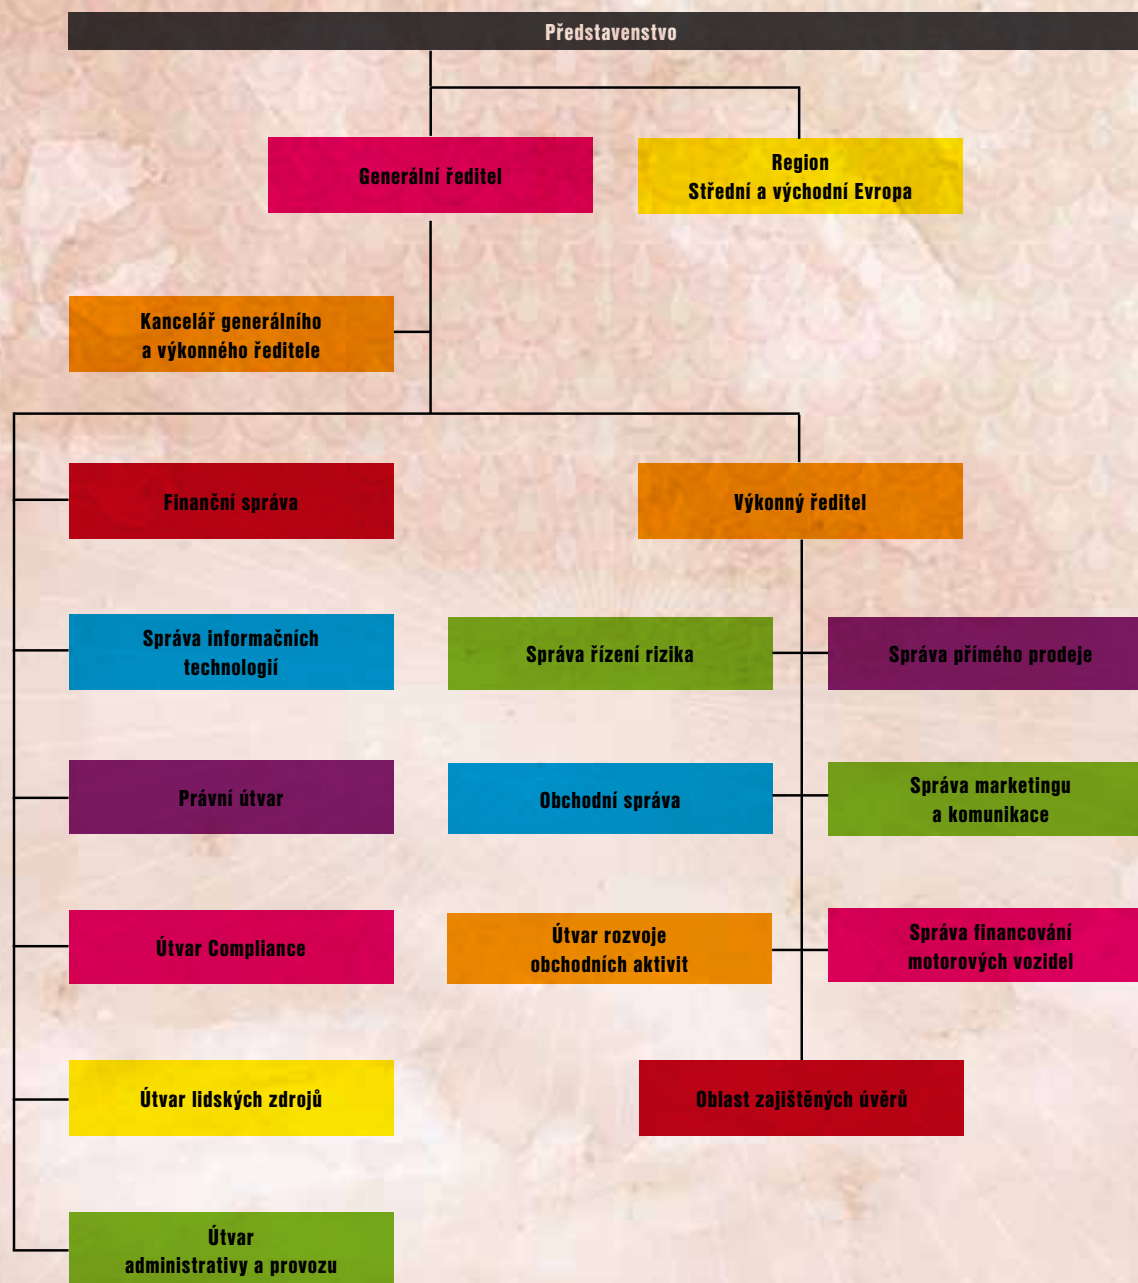 Představenstvo
Generální ředitel
Region
Střední a východní Evropa
Kancelář generálního
a výkonného ředitele
Finanční správa
Výkonný ředitel
Správa informačních
technologií
Správa řízení rizika
Správa přímého prodeje
Právní útvar
Obchodní správa
Správa marketingu
a komunikace
Útvar Compliance
Útvar rozvoje
obchodních aktivit
Správa financování
motorových vozidel
Útvar lidských zdrojů
Oblast zajištěných úvěrů
Útvar
administrativy a provozu